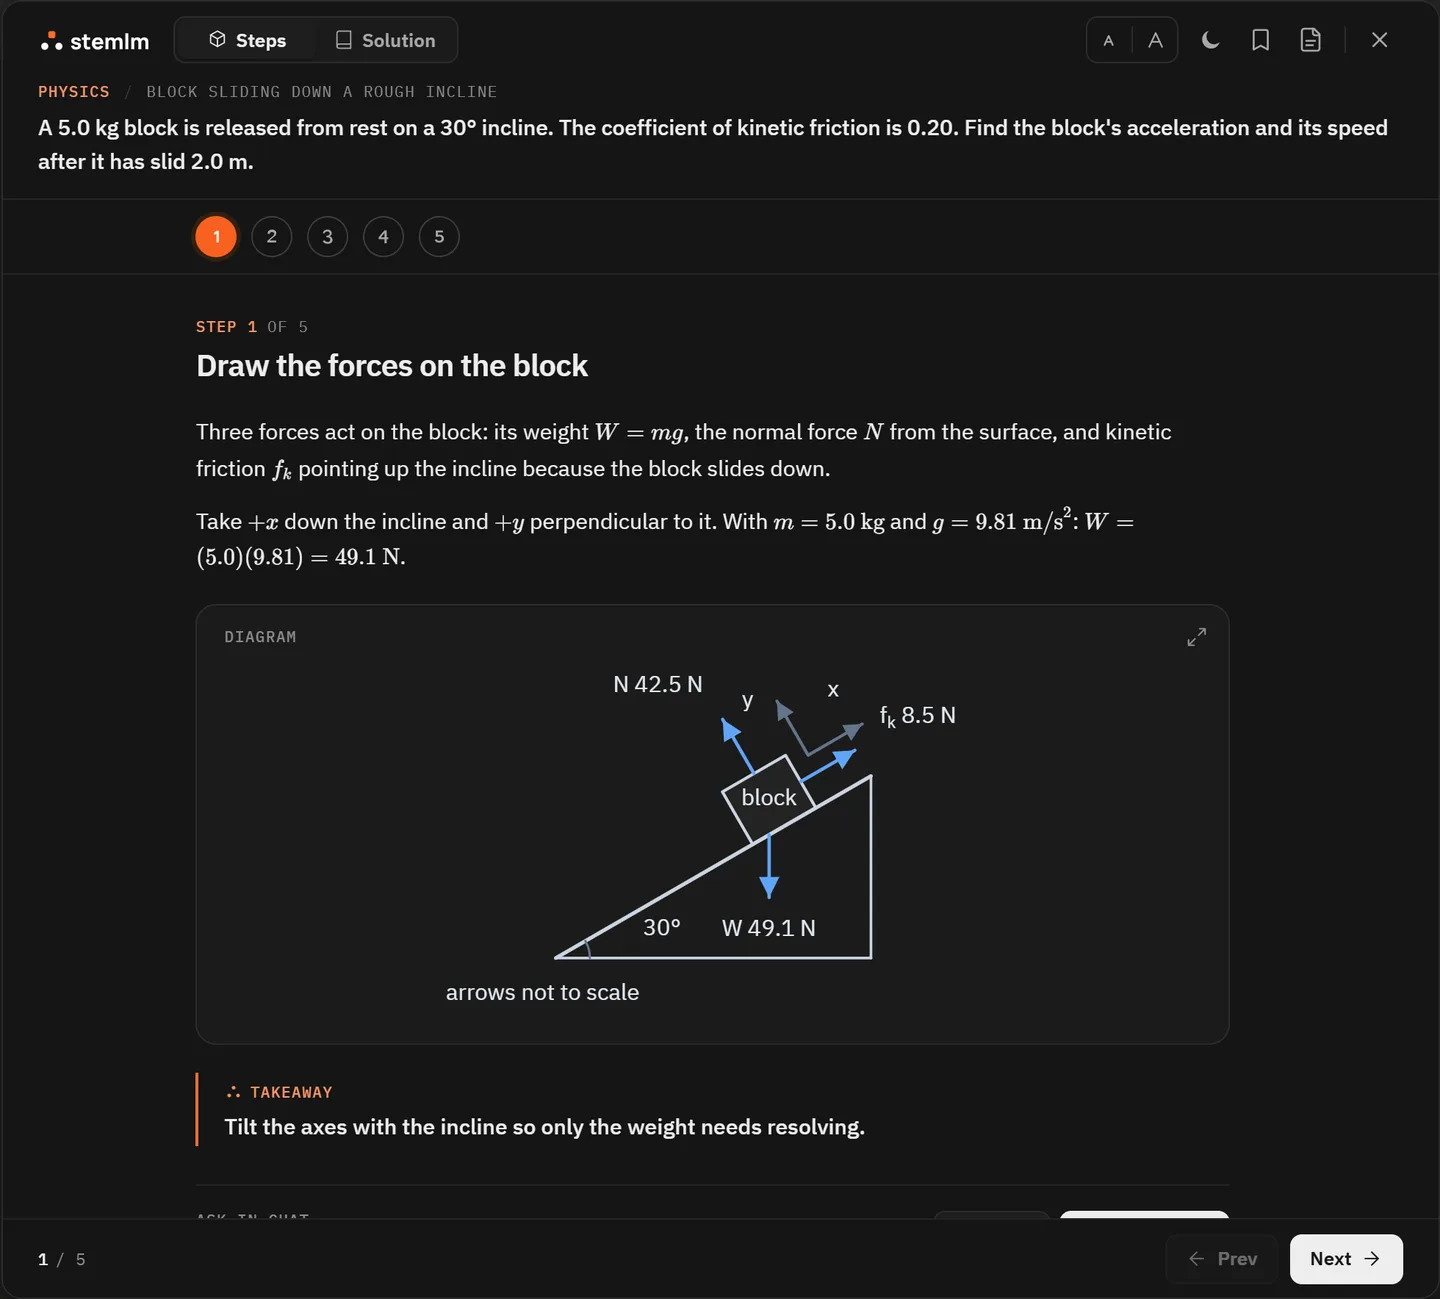 stemlm
Steps
Solution
A A
PHYSICS / BLOCK SLIDING DOWN A ROUGH INCLINE
A 5.0 kg block is released from rest on a 30° incline. The coefficient of kinetic friction is 0.20. Find the block's acceleration and its speed
after it has slid 2.0 m.
1 2 3 4 5
STEP 1 OF 5
Draw the forces on the block
Three forces act on the block: its weight W = mg, the normal force N from the surface, and kinetic
friction fₖ pointing up the incline because the block slides down.
Take +x down the incline and +y perpendicular to it. With m = 5.0 kg and g = 9.81 m/s²: W =
(5.0)(9.81) = 49.1 N.
DIAGRAM
N 42.5 N
y
x
fₖ 8.5 N
block
30°
W 49.1 N
arrows not to scale
∴ TAKEAWAY
Tilt the axes with the incline so only the weight needs resolving.
1 / 5
← Prev
Next →